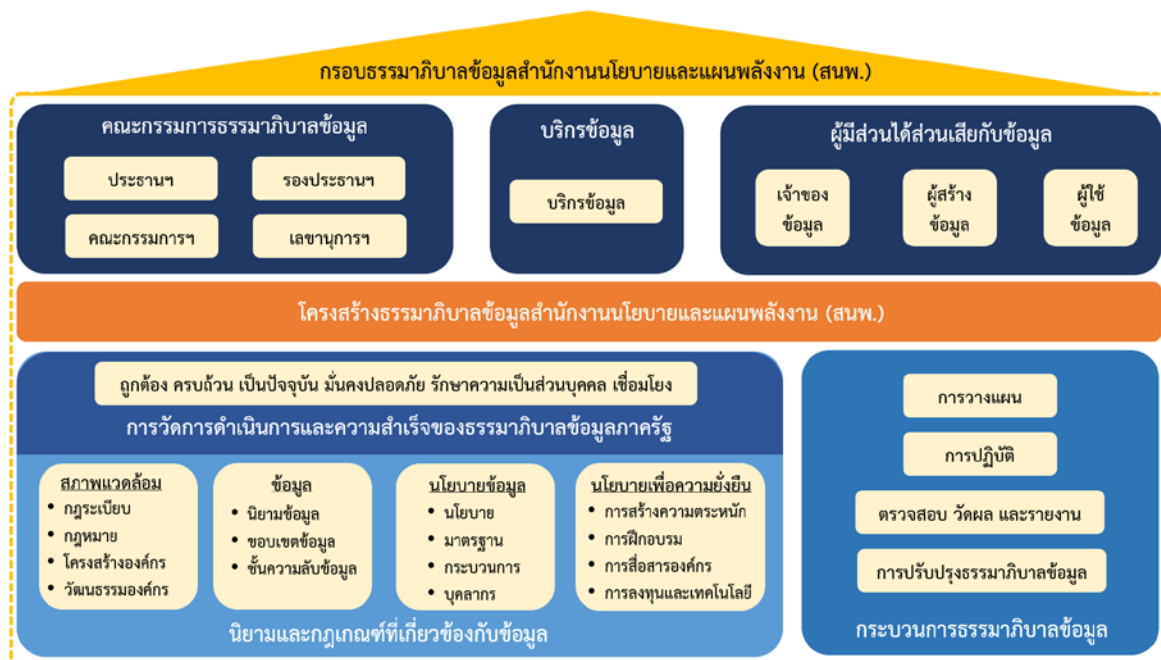 กรอบธรรมาภิบาลข้อมูลสำนักงานนโยบายและแผนพลังงาน (สนพ.)
คณะกรรมการธรรมาภิบาลข้อมูล
ประธานฯ
รองประธานฯ
คณะกรรมการฯ
เลขานุการฯ
บริกรข้อมูล
บริกรข้อมูล
ผู้มีส่วนได้ส่วนเสียกับข้อมูล
เจ้าของ
ข้อมูล
ผู้สร้าง
ข้อมูล
ผู้ใช้
ข้อมูล
โครงสร้างธรรมาภิบาลข้อมูลสำนักงานนโยบายและแผนพลังงาน (สนพ.)
ถูกต้อง ครบถ้วน เป็นปัจจุบัน มั่นคงปลอดภัย รักษาความเป็นส่วนบุคคล เชื่อมโยง
การวัดการดำเนินการและความสำเร็จของธรรมาภิบาลข้อมูลภาครัฐ
สภาพแวดล้อม
• กฎระเบียบ
• กฎหมาย
• โครงสร้างองค์กร
• วัฒนธรรมองค์กร
ข้อมูล
• นิยามข้อมูล
• ขอบเขตข้อมูล
• ชั้นความลับข้อมูล
นโยบายข้อมูล
• นโยบาย
• มาตรฐาน
• กระบวนการ
• บุคลากร
นโยบายเพื่อความยั่งยืน
• การสร้างความตระหนัก
• การฝึกอบรม
• การสื่อสารองค์กร
• การลงทุนและเทคโนโลยี
นิยามและกฎเกณฑ์ที่เกี่ยวข้องกับข้อมูล
การวางแผน
การปฏิบัติ
ตรวจสอบ วัดผล และรายงาน
การปรับปรุงธรรมาภิบาลข้อมูล
กระบวนการธรรมาภิบาลข้อมูล